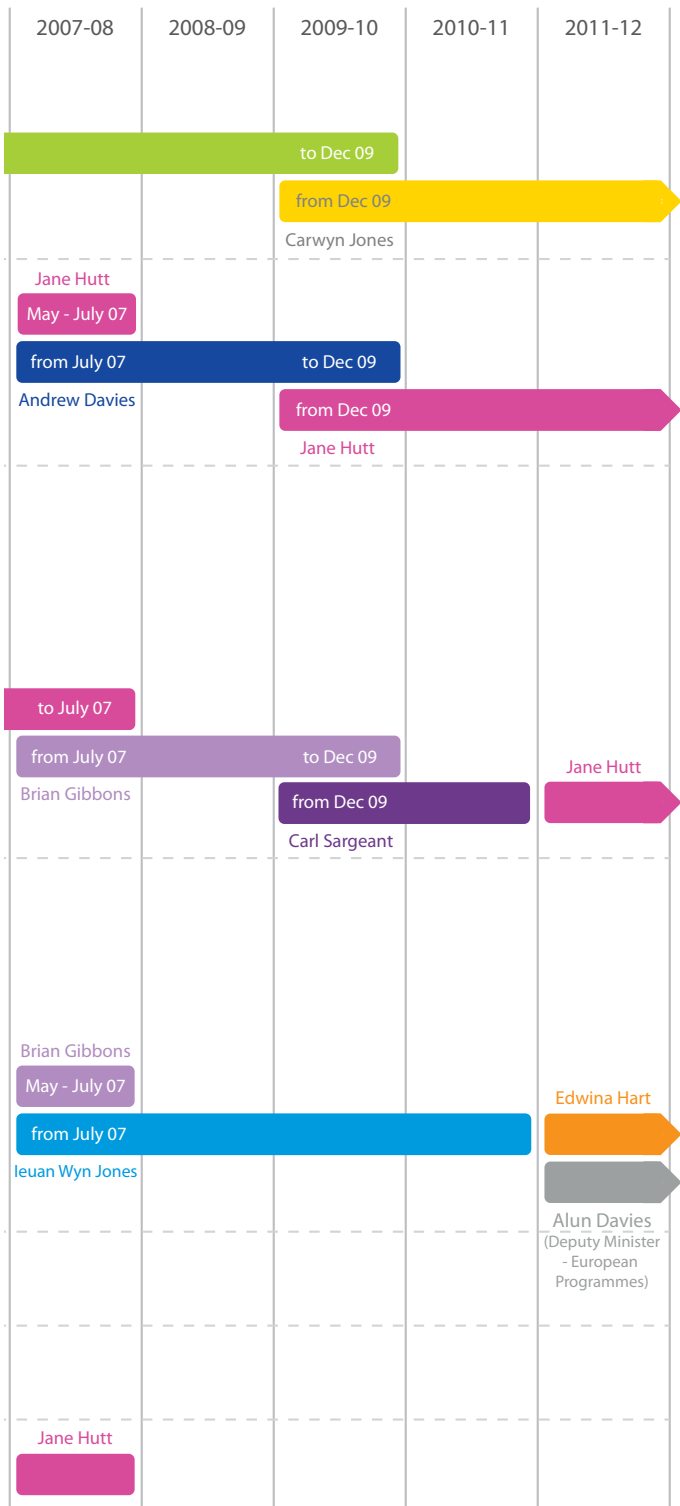 2007-08 2008-09 2009-10 2010-11 2011-12
to Dec 09
from Dec 09
Carwyn Jones
Jane Hutt
May - July 07
from July 07 to Dec 09
Andrew Davies
from Dec 09
Jane Hutt
to July 07
from July 07 to Dec 09
Brian Gibbons
Jane Hutt
from Dec 09
Carl Sargeant
Brian Gibbons
May - July 07
Edwina Hart
from July 07
Ieuan Wyn Jones
Alun Davies
(Deputy Minister
- European
Programmes)
Jane Hutt